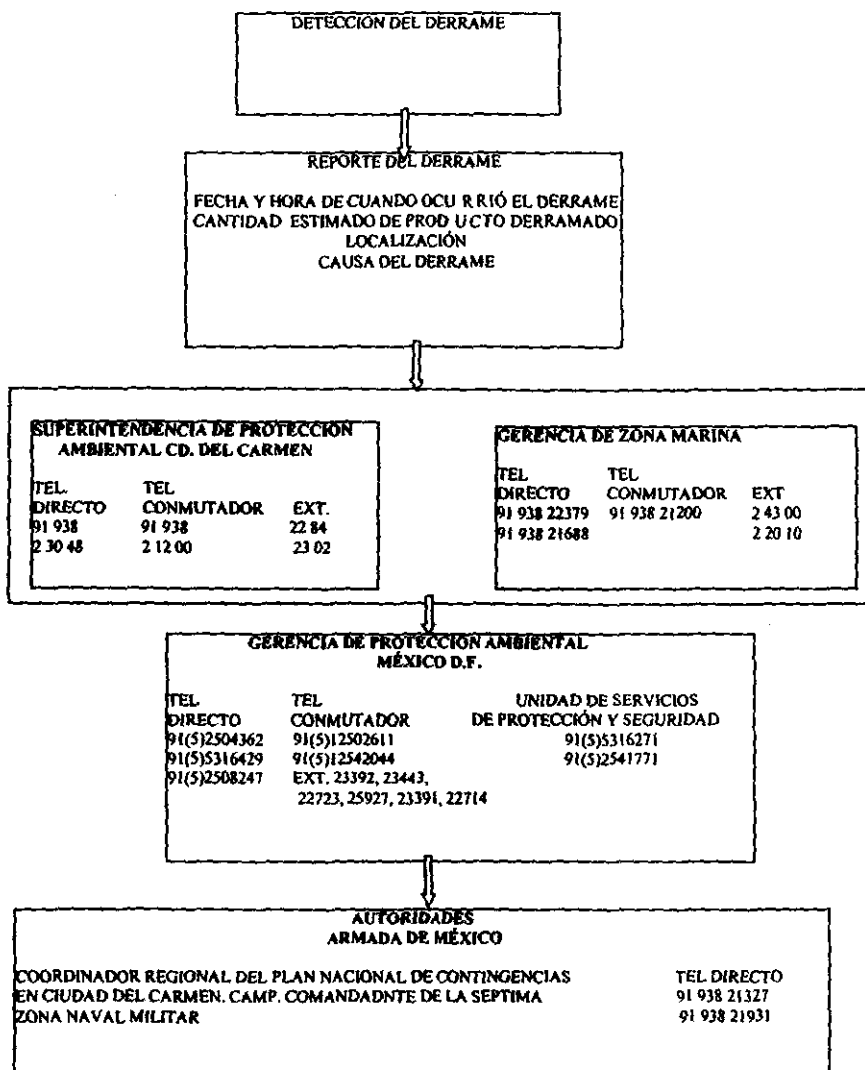 DETECCIÓN DEL DERRAME
REPORTE DEL DERRAME
FECHA Y HORA DE CUANDO OCU R RIÓ EL DERRAME
CANTIDAD ESTIMADO DE PROD UCTO DERRAMADO
LOCALIZACIÓN
CAUSA DEL DERRAME
SUPERINTENDENCIA DE PROTECCIÓN
AMBIENTAL CD. DEL CARMEN
TEL. TEL
DIRECTO CONMUTADOR EXT.
91 938 91 938 22 84
2 30 48 2 12 00 23 02
GERENCIA DE ZONA MARINA
TEL TEL
DIRECTO CONMUTADOR EXT
91 938 22379 91 938 21200 2 43 00
91 938 21688 2 20 10
GERENCIA DE PROTECCIÓN AMBIENTAL
MÉXICO D.F.
TEL TEL UNIDAD DE SERVICIOS
DIRECTO CONMUTADOR DE PROTECCIÓN Y SEGURIDAD
91(5)2504362 91(5)12502611 91(5)5316271
91(5)5316429 91(5)12542044 91(5)2541771
91(5)2508247 EXT. 23392, 23443,
22723, 25927, 23391, 22714
AUTORIDADES
ARMADA DE MÉXICO
COORDINADOR REGIONAL DEL PLAN NACIONAL DE CONTINGENCIAS TEL DIRECTO
EN CIUDAD DEL CARMEN. CAMP. COMANDADNTE DE LA SEPTIMA 91 938 21327
ZONA NAVAL MILITAR 91 938 21931